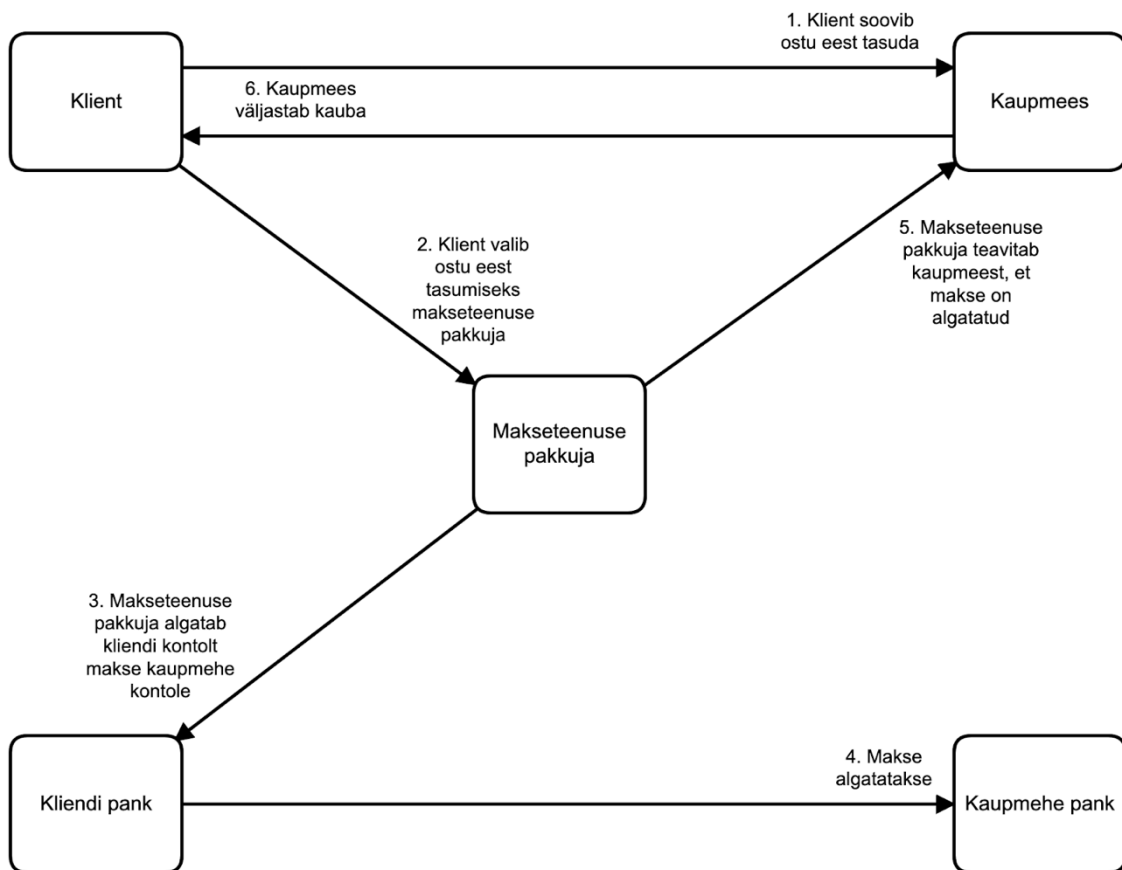 1. Klient soovib
ostu eest tasuda
Klient
6. Kaupmees
väljastab kauba
Kaupmees
2. Klient valib
ostu eest
tasumiseks
makseteenuse
pakkuja
5. Makseteenuse
pakkuja teavitab
kaupmeest, et
makse on
algatatud
Makseteenuse
pakkuja
3. Makseteenuse
pakkuja algatab
kliendi kontolt
makse kaupmehe
kontole
Kliendi pank
4. Makse
algatatakse
Kaupmehe pank